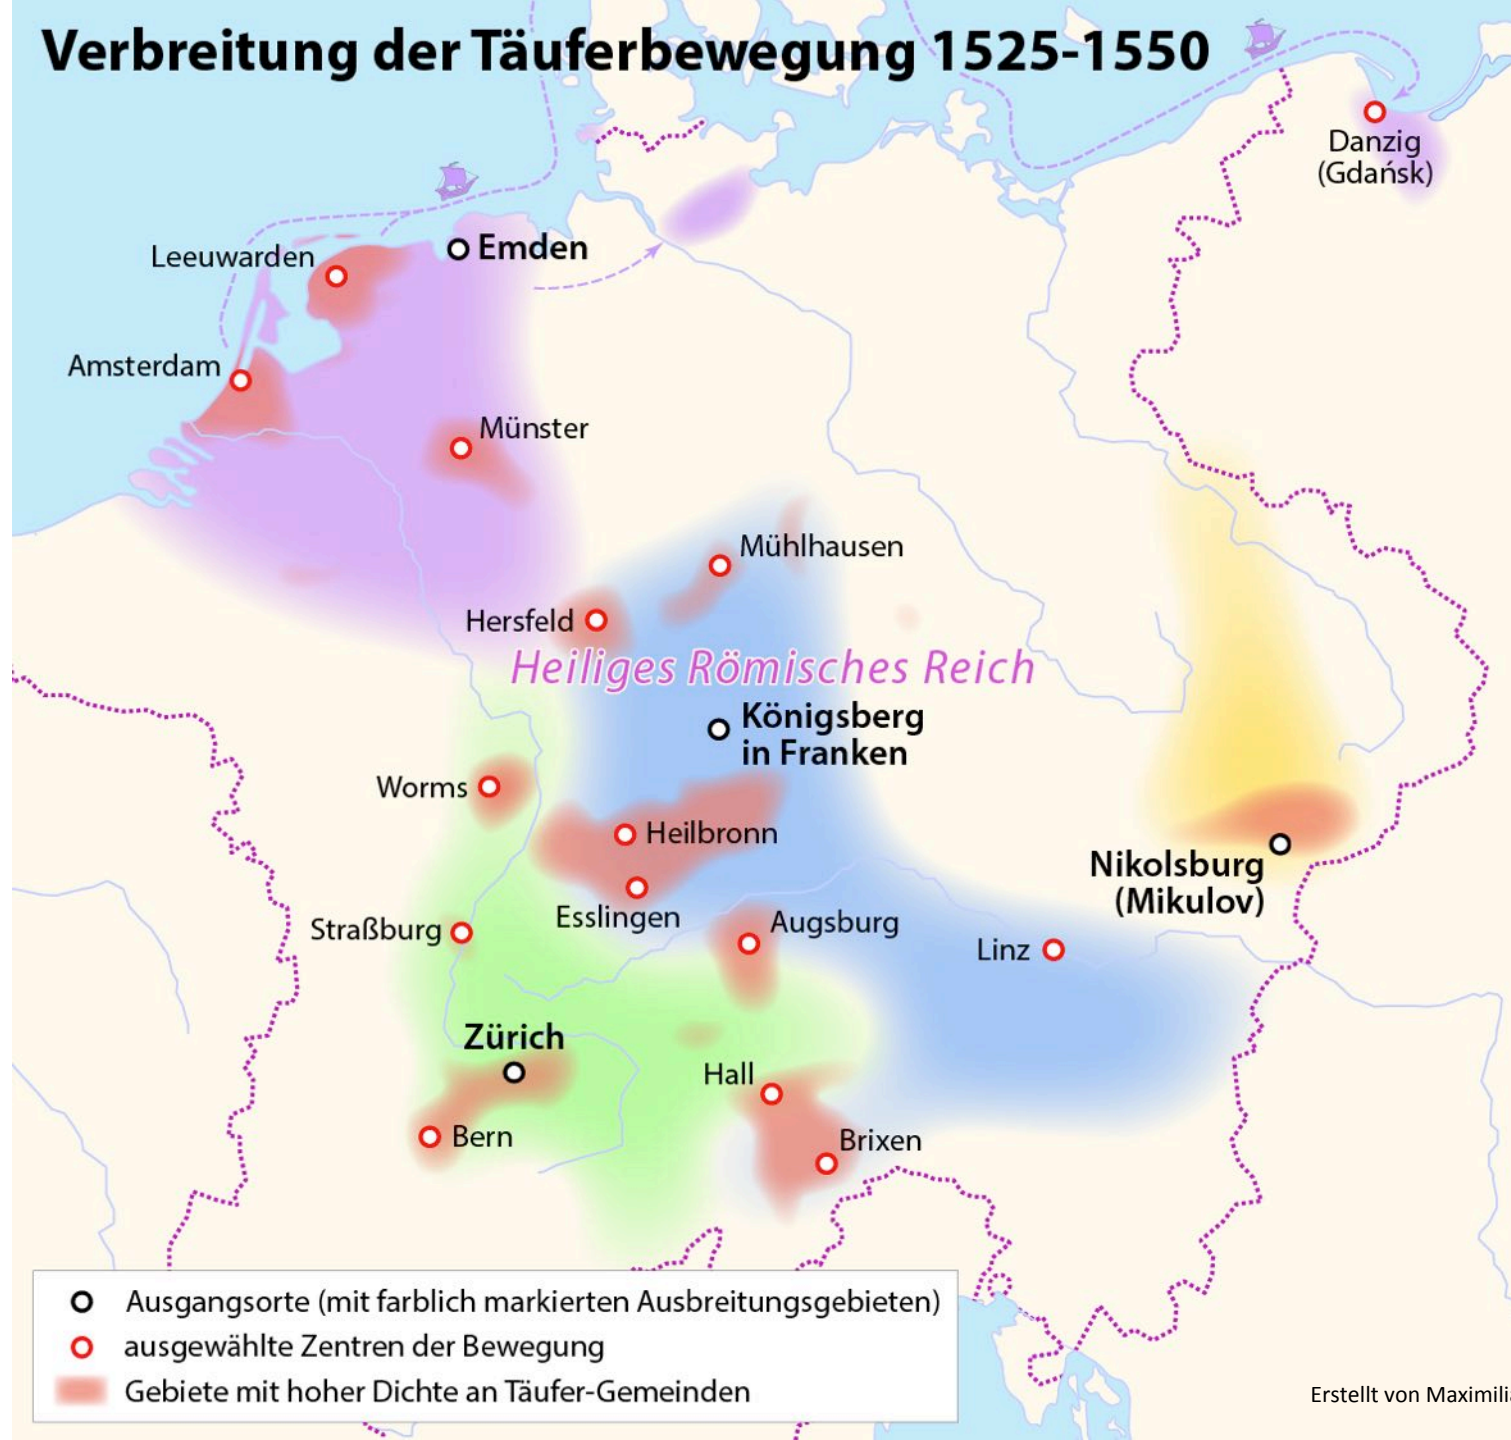 Verbreitung der Täuferbewegung 1525-1550
Danzig
(Gdańsk)
Leeuwarden
Emden
Amsterdam
Münster
Mühlhausen
Hersfeld
Heiliges Römisches Reich
Königsberg
in Franken
Worms
Heilbronn
Nikolsburg
(Mikulov)
Esslingen
Augsburg
Straßburg
Linz
Zürich
Hall
Bern
Brixen
Ausgangsorte (mit farblich markierten Ausbreitungsgebieten)
ausgewählte Zentren der Bewegung
Gebiete mit hoher Dichte an Täufer-Gemeinden
Erstellt von Maximili